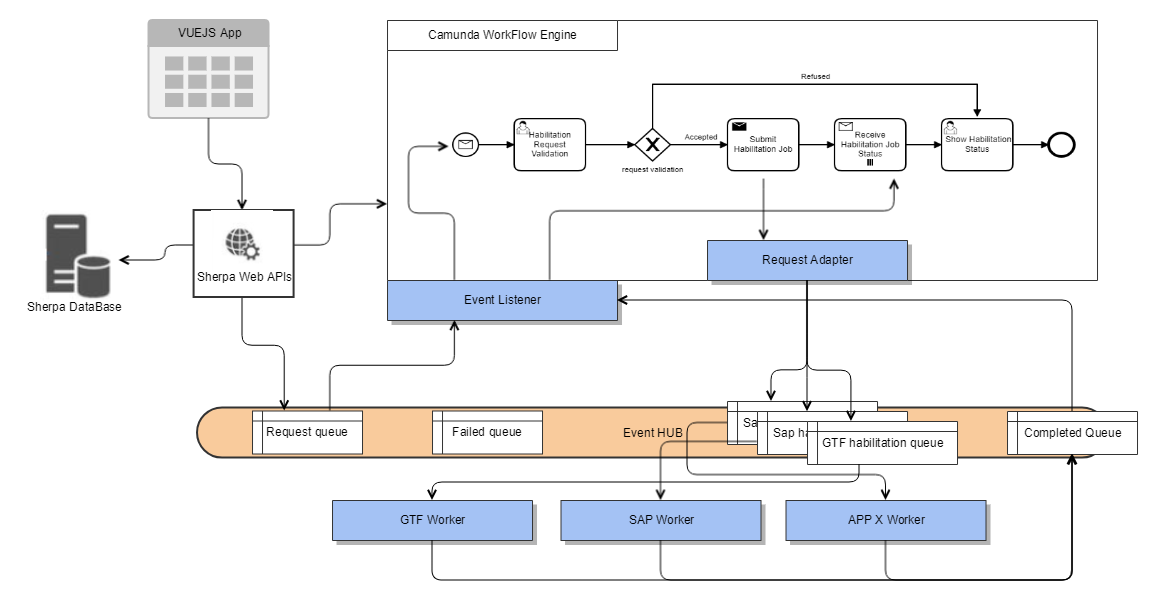 VUEJS App
Camunda WorkFlow Engine
Refused
Habilitation
Request
Validation
X
request validation
Accepted
Submit
Habilitation Job
Receive
Habilitation Job
Status
Show Habilitation
Status
Request Adapter
Sherpa Web APIs
Sherpa DataBase
Event Listener
Request queue
Failed queue
Event HUB
Sa
Sap ha
GTF habilitation queue
Completed Queue
GTF Worker
SAP Worker
APP X Worker